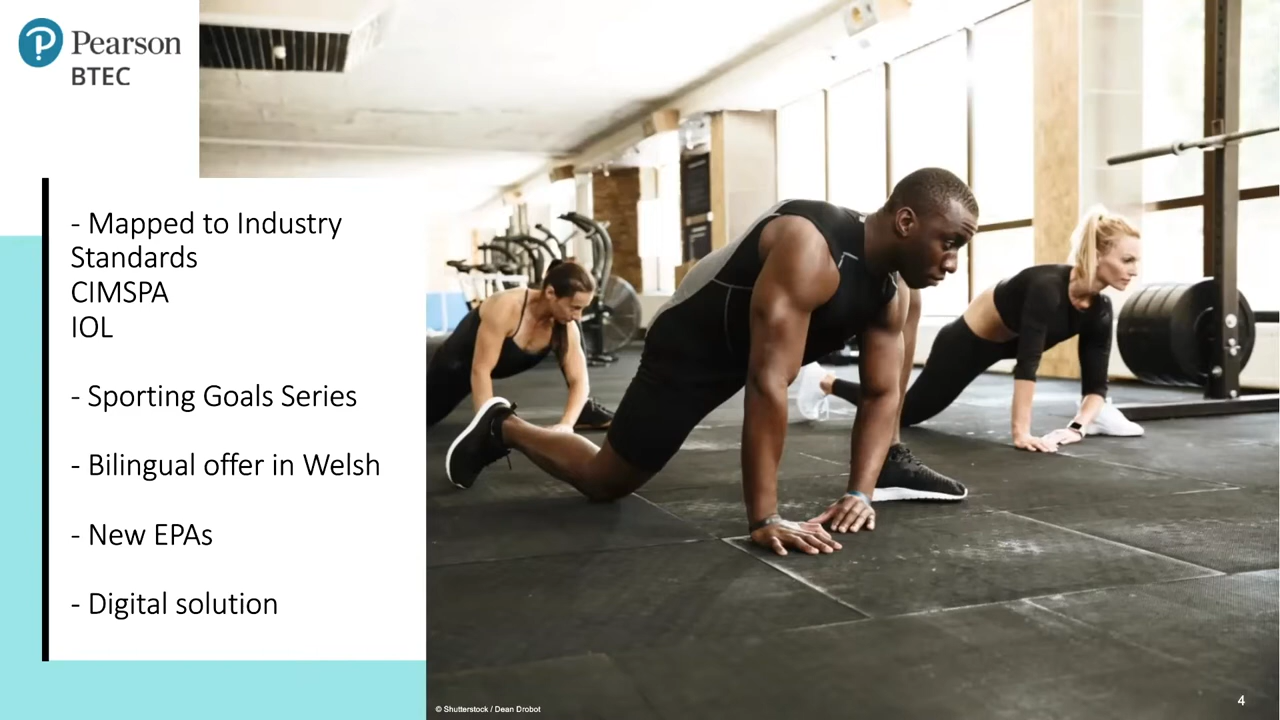 Pearson
BTEC
- Mapped to Industry
Standards
CIMSPA
IOL
- Sporting Goals Series
- Bilingual offer in Welsh
- New EPAs
- Digital solution
© Shutterstock / Dean Drobot
4